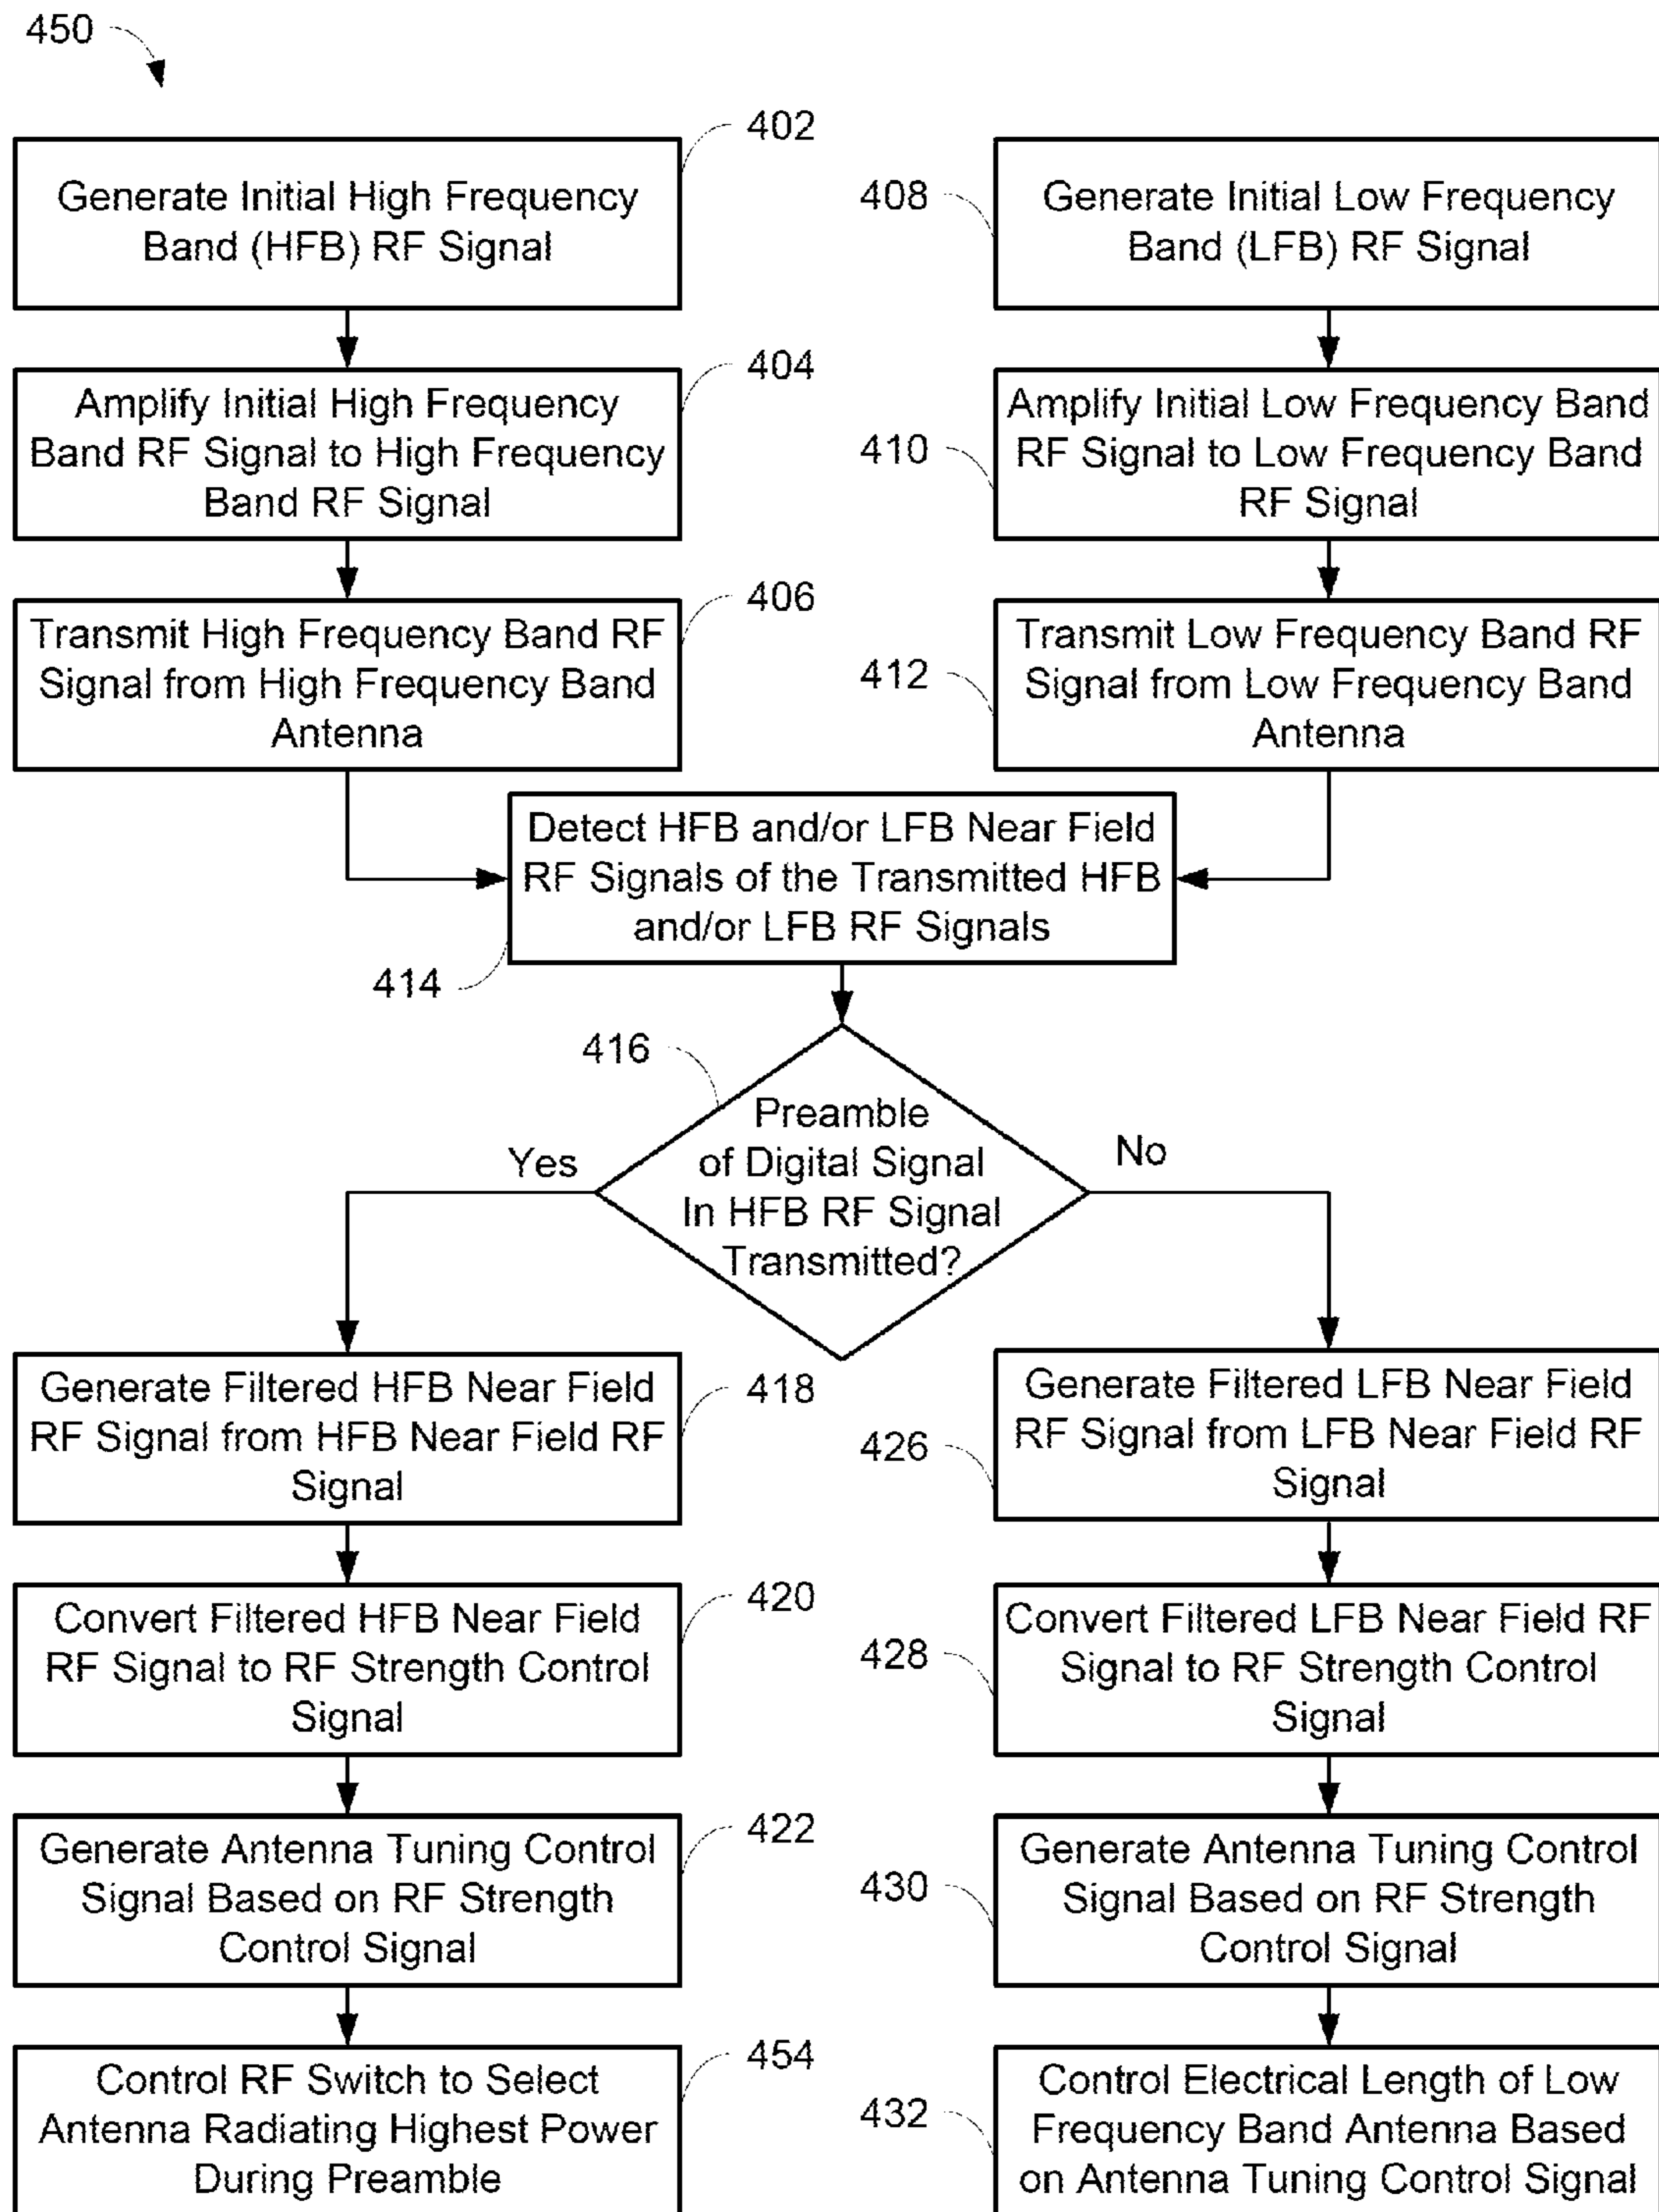 450
402
Generate Initial High Frequency
Band (HFB) RF Signal
408
Generate Initial Low Frequency
Band (LFB) RF Signal
404
Amplify Initial High Frequency
Band RF Signal to High Frequency
Band RF Signal
410
Amplify Initial Low Frequency Band
RF Signal to Low Frequency Band
RF Signal
406
Transmit High Frequency Band RF
Signal from High Frequency Band
Antenna
412
Transmit Low Frequency Band RF
Signal from Low Frequency Band
Antenna
Detect HFB and/or LFB Near Field
RF Signals of the Transmitted HFB
and/or LFB RF Signals
414
416
Preamble
of Digital Signal
In HFB RF Signal
Transmitted?
Yes
No
Generate Filtered HFB Near Field
RF Signal from HFB Near Field RF
Signal
418
426
Generate Filtered LFB Near Field
RF Signal from LFB Near Field RF
Signal
Convert Filtered HFB Near Field
RF Signal to RF Strength Control
Signal
420
428
Convert Filtered LFB Near Field RF
Signal to RF Strength Control
Signal
Generate Antenna Tuning Control
Signal Based on RF Strength
Control Signal
422
430
Generate Antenna Tuning Control
Signal Based on RF Strength
Control Signal
Control RF Switch to Select
Antenna Radiating Highest Power
During Preamble
454
432
Control Electrical Length of Low
Frequency Band Antenna Based
on Antenna Tuning Control Signal